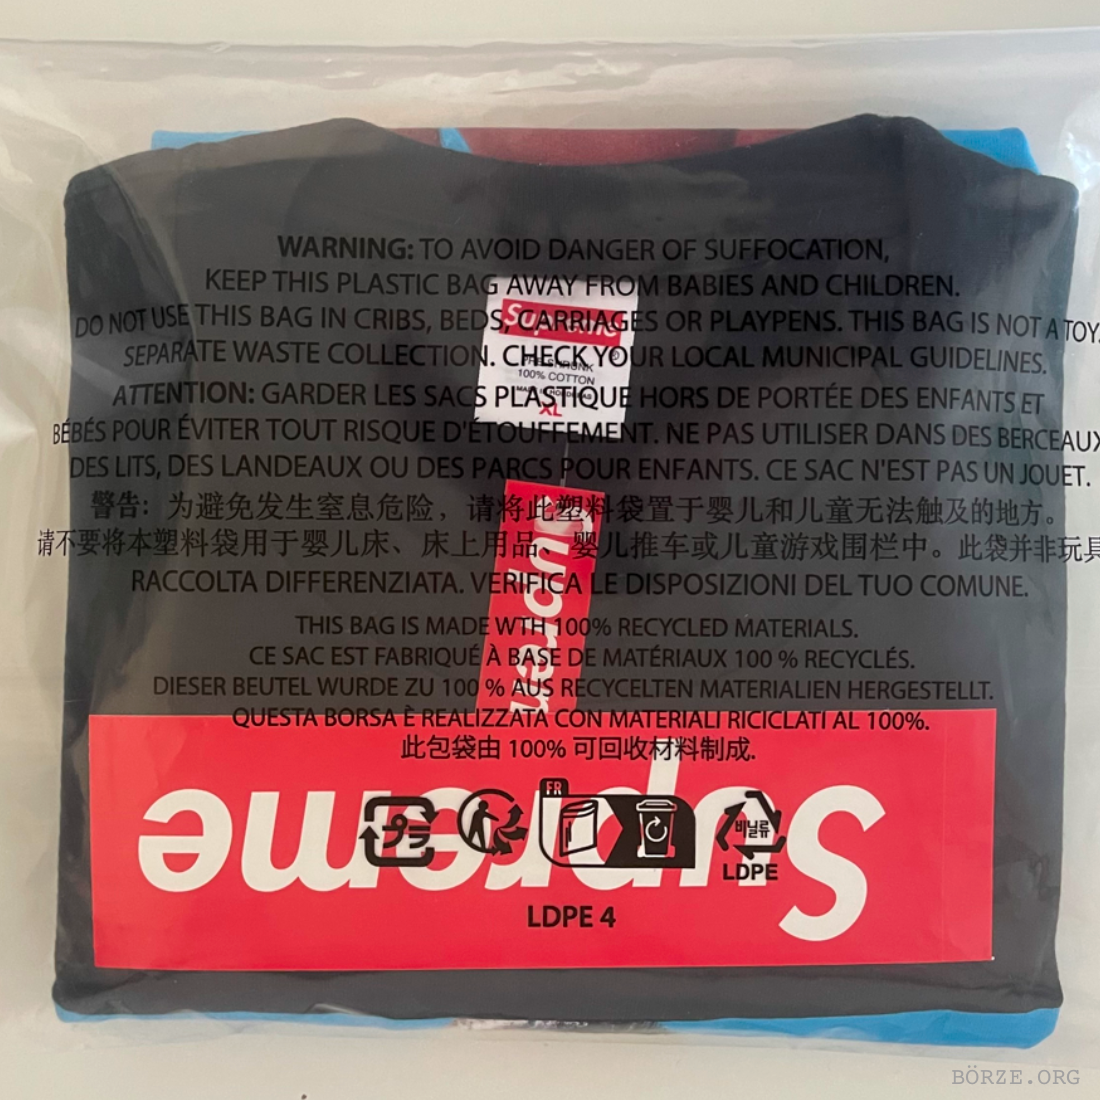 WARNING: TO AVOID DANGER OF SUFFOCATION,
KEEP THIS PLASTIC BAG AWAY FROM BABIES AND CHILDREN.
DO NOT USE THIS BAG IN CRIBS, BEDS, CARRIAGES OR PLAYPENS. THIS BAG IS NOT A TOY.
SEPARATE WASTE COLLECTION. CHECK YOUR LOCAL MUNICIPAL GUIDELINES.
ATTENTION: GARDER LES SACS PLASTIQUE HORS DE PORTÉE DES ENFANTS ET
BÉBÉS POUR ÉVITER TOUT RISQUE D'ÉTOUFFEMENT. NE PAS UTILISER DANS DES BERCEAUX
DES LITS, DES LANDEAUX OU DES PARCS POUR ENFANTS. CE SAC N'EST PAS UN JOUET.
警告: 为避免发生窒息危险，请将此塑料袋置于婴儿和儿童无法触及的地方。
请不要将本塑料袋用于婴儿床、床上用品、婴儿推车或儿童游戏围栏中。此袋并非玩具
RACCOLTA DIFFERENZIATA. VERIFICA LE DISPOSIZIONI DEL TUO COMUNE.
THIS BAG IS MADE WTH 100% RECYCLED MATERIALS.
CE SAC EST FABRIQUÉ À BASE DE MATÉRIAUX 100 % RECYCLÉS.
DIESER BEUTEL WURDE ZU 100 % AUS RECYCELTEN MATERIALIEN HERGESTELLT.
QUESTA BORSA È REALIZZATA CON MATERIALI RICICLATI AL 100%.
此包袋由 100% 可回收材料制成.
プラ
FR
비닐류
LDPE
LDPE 4
Supreme
PRE-SHRUNK
100% COTTON
XL
Supren
Supreme
BÖRZE.ORG